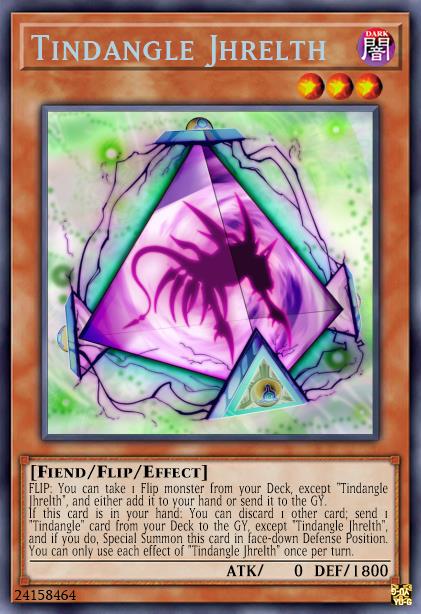 Tindangle Jhrelth
DARK
闇
[Fiend/Flip/Effect]
FLIP: You can take 1 Flip monster from your Deck, except "Tindangle
Jhrelth", and either add it to your hand or send it to the GY.
If this card is in your hand: You can discard 1 other card; send 1
"Tindangle" card from your Deck to the GY, except "Tindangle Jhrelth",
and if you do, Special Summon this card in face-down Defense Position.
You can only use each effect of "Tindangle Jhrelth" once per turn.
ATK/ 0 DEF/1800
24158464